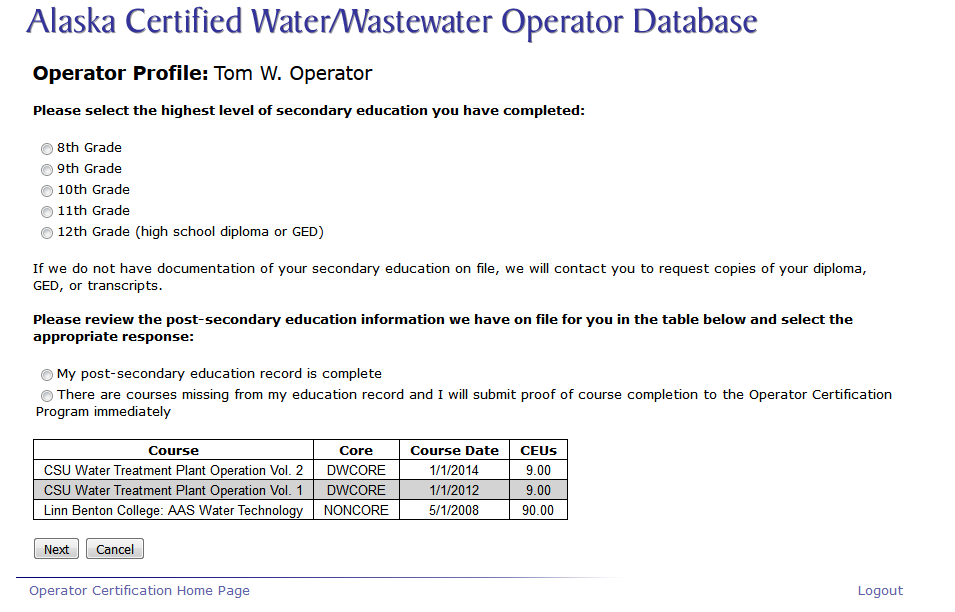 Alaska Certified Water/Wastewater Operator Database
Operator Profile: Tom W. Operator
Please select the highest level of secondary education you have completed:
8th Grade
9th Grade
10th Grade
11th Grade
12th Grade (high school diploma or GED)
If we do not have documentation of your secondary education on file, we will contact you to request copies of your diploma,
GED, or transcripts.
Please review the post-secondary education information we have on file for you in the table below and select the
appropriate response:
My post-secondary education record is complete
There are courses missing from my education record and I will submit proof of course completion to the Operator Certification
Program immediately
Course Core Course Date CEUs
CSU Water Treatment Plant Operation Vol. 2 DWCORE 1/1/2014 9.00
CSU Water Treatment Plant Operation Vol. 1 DWCORE 1/1/2012 9.00
Linn Benton College: AAS Water Technology NONCORE 5/1/2008 90.00
Next Cancel
Operator Certification Home Page Logout